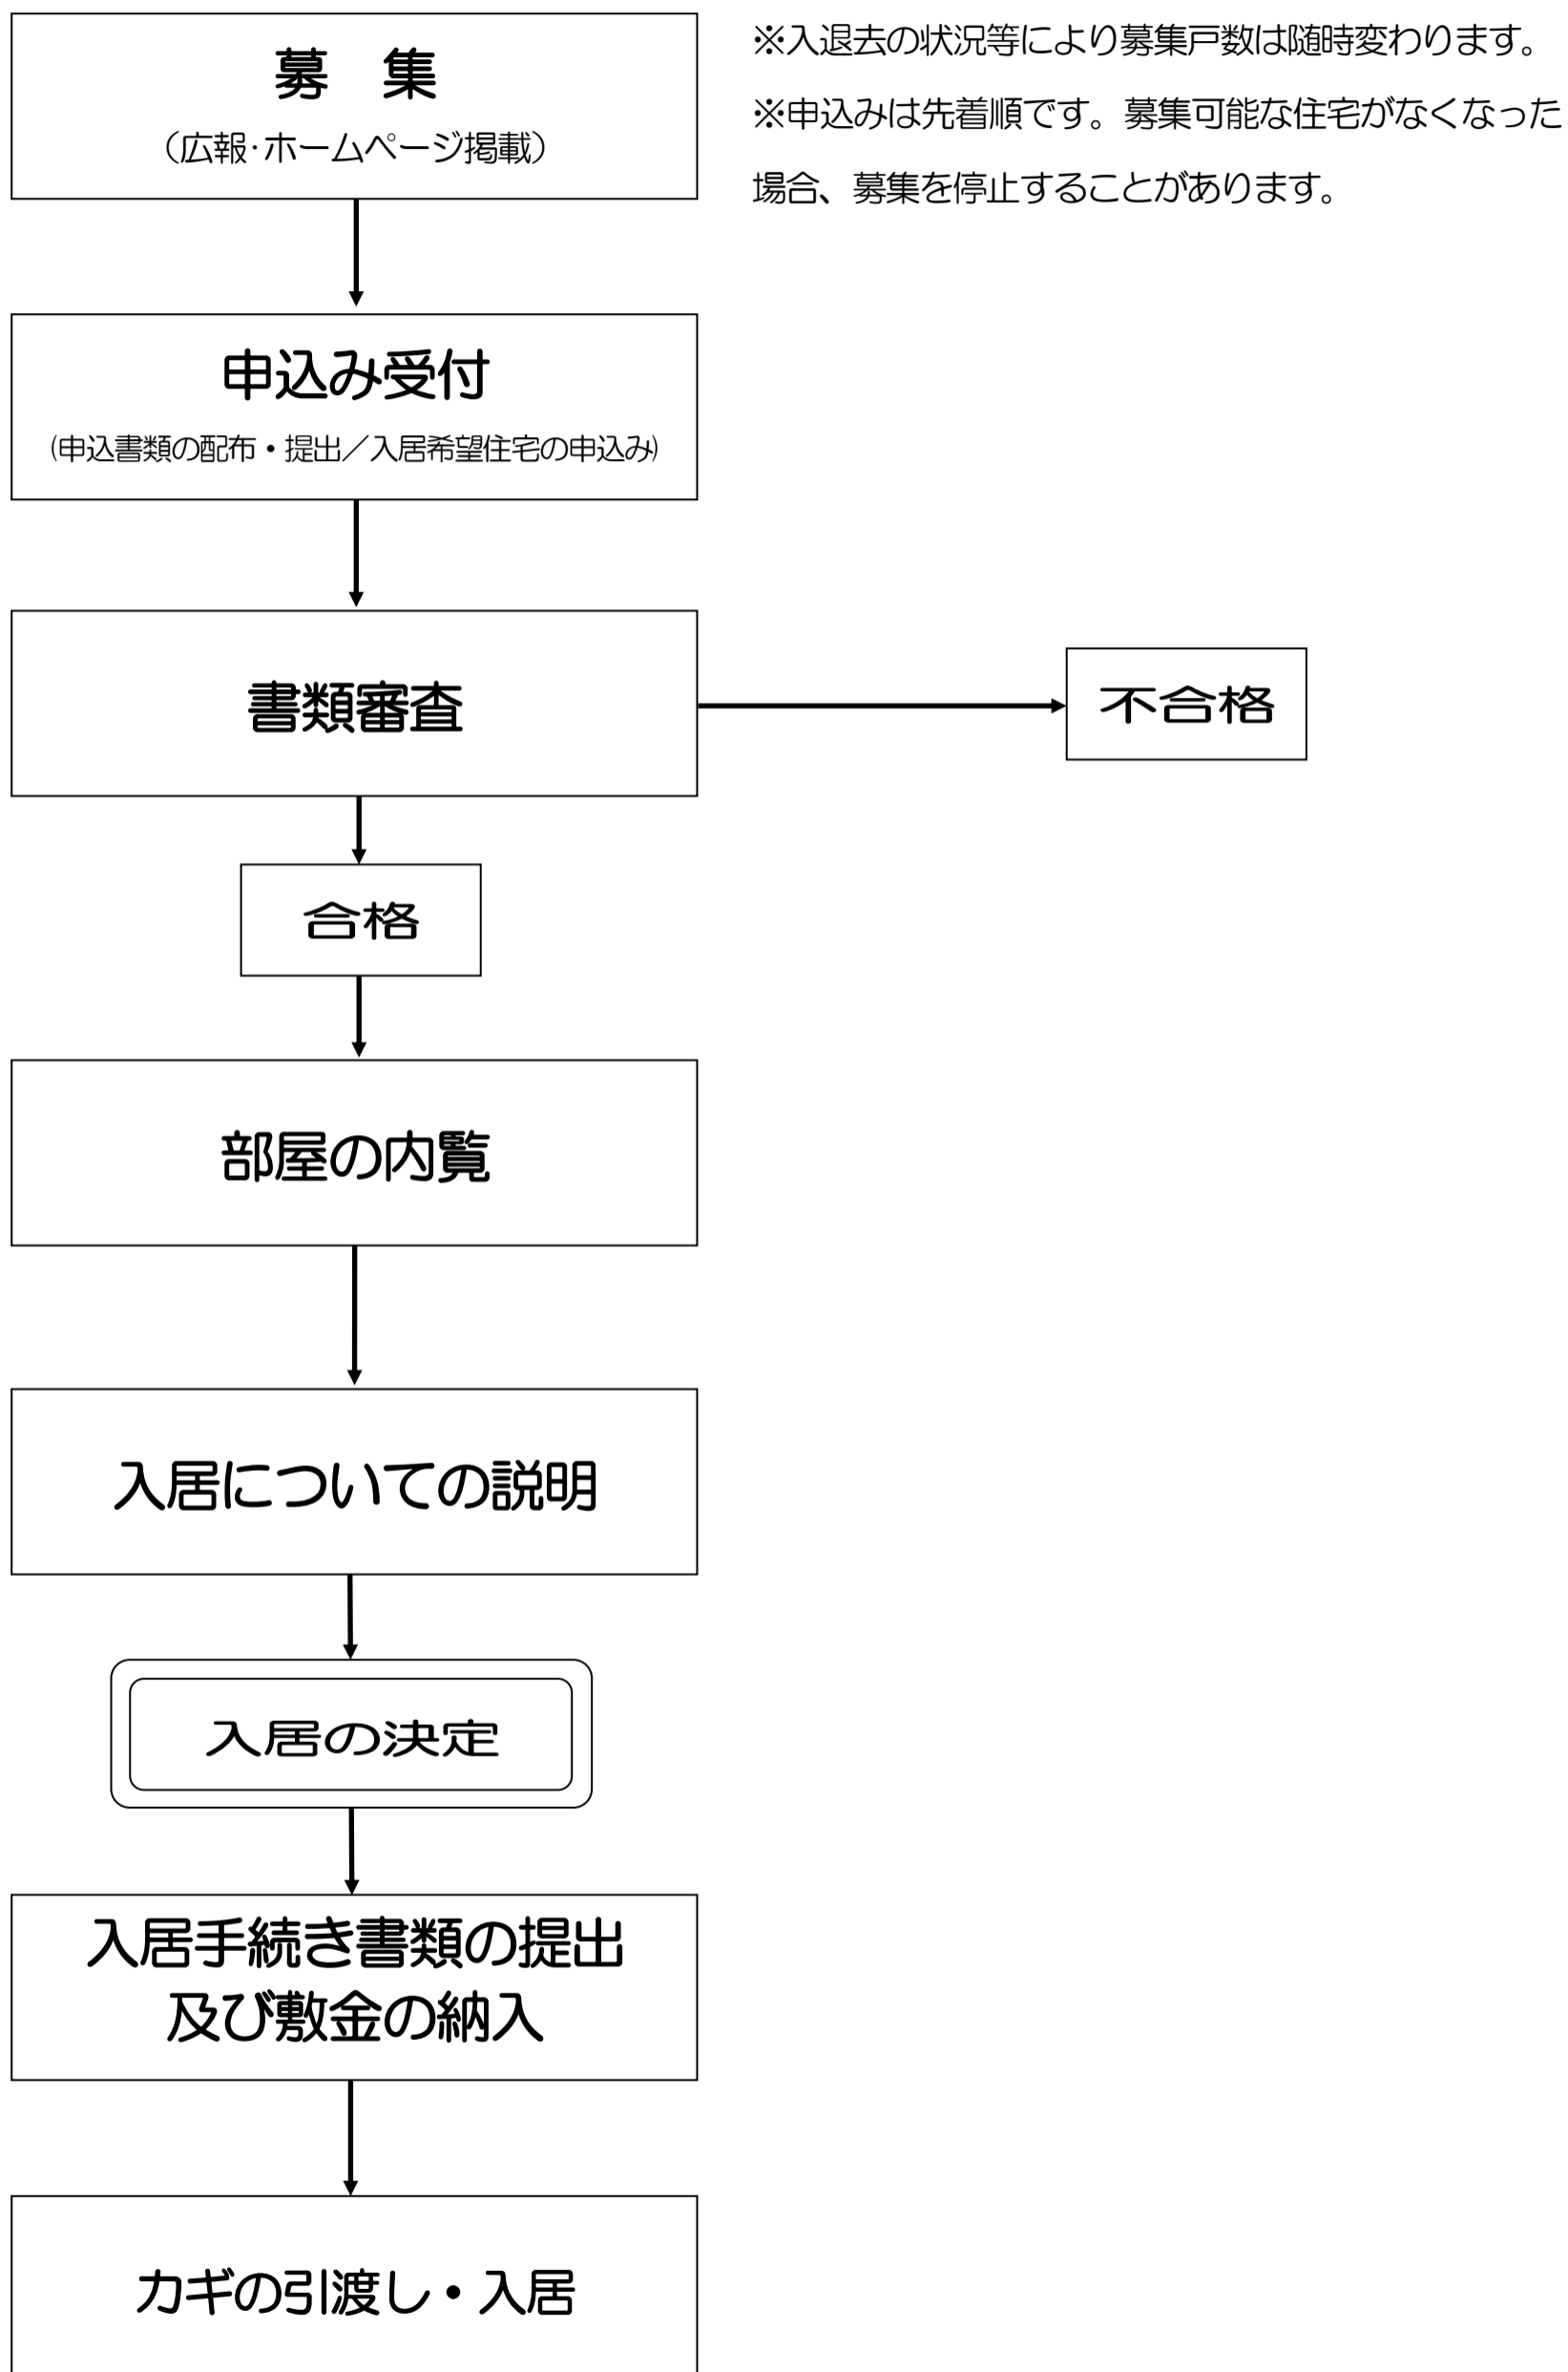 募　集
（広報・ホームページ掲載）
※入退去の状況等により募集戸数は随時変わります。
※申込みは先着順です。募集可能な住宅がなくなった
場合、募集を停止することがあります。
申込み受付
（申込書類の配布・提出／入居希望住宅の申込み）
書類審査
不合格
合格
部屋の内覧
入居についての説明
入居の決定
入居手続き書類の提出
及び敷金の納入
カギの引渡し・入居